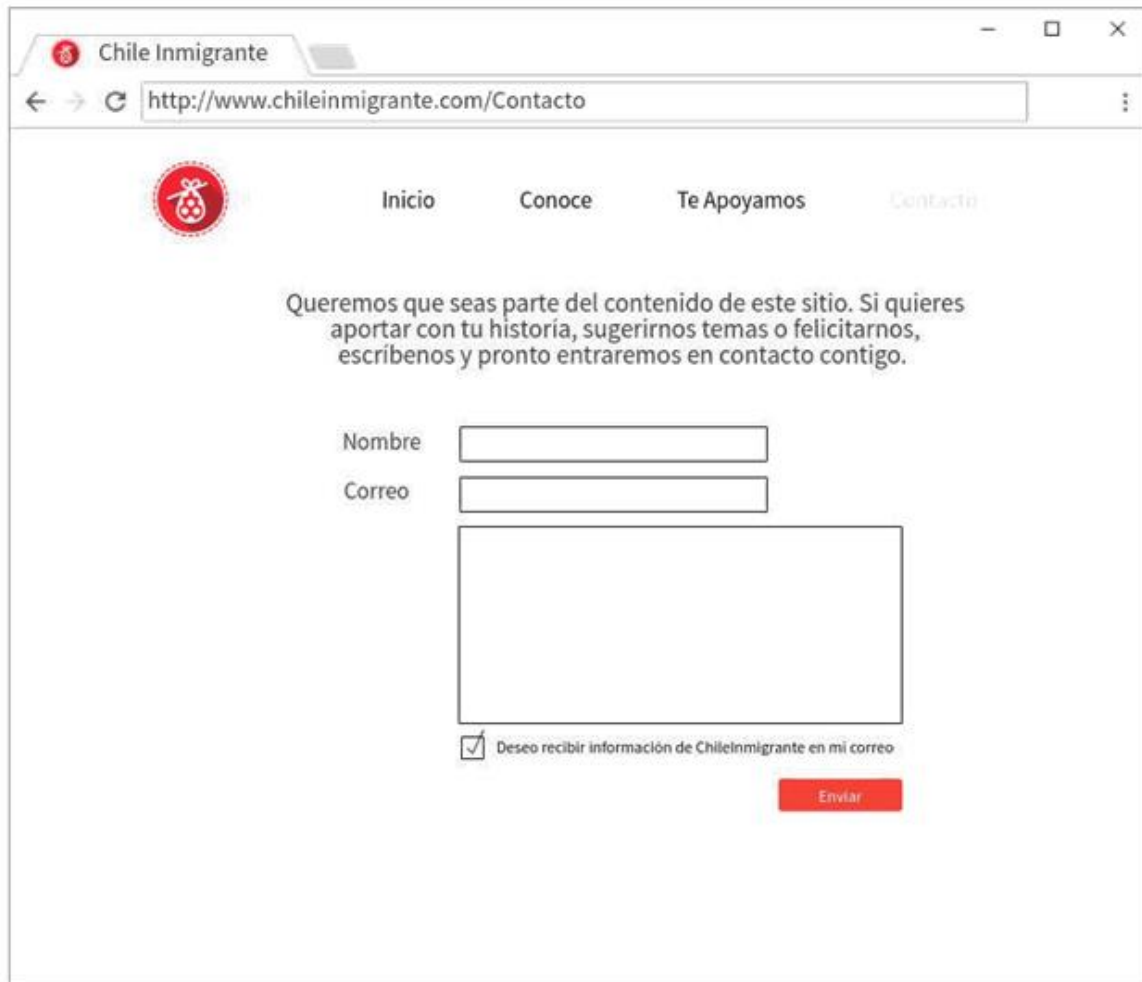 Chile Inmigrante
http://www.chileinmigrante.com/Contacto
Inicio Conoce Te Apoyamos Contacto
Queremos que seas parte del contenido de este sitio. Si quieres
aportar con tu historia, sugerirnos temas o felicitarnos,
escríbenos y pronto entraremos en contacto contigo.
Nombre
Correo
Deseo recibir información de ChileInmigrante en mi correo
Enviar